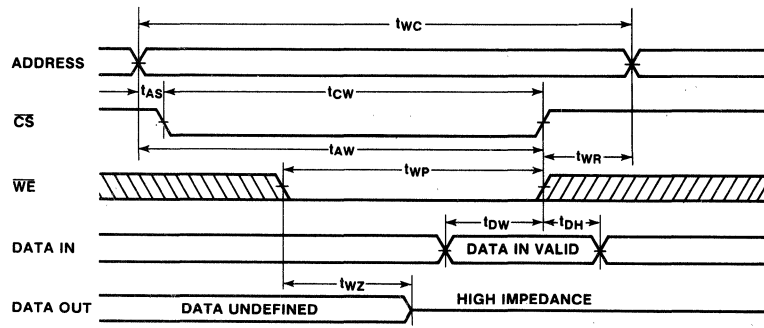 tWC
ADDRESS
tAS
tCW
CS
tAW
tWR
tWP
WE
tDW
tDH
DATA IN
DATA IN VALID
tWZ
DATA OUT
DATA UNDEFINED
HIGH IMPEDANCE